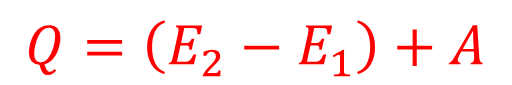 Q = (E₂ − E₁) + A